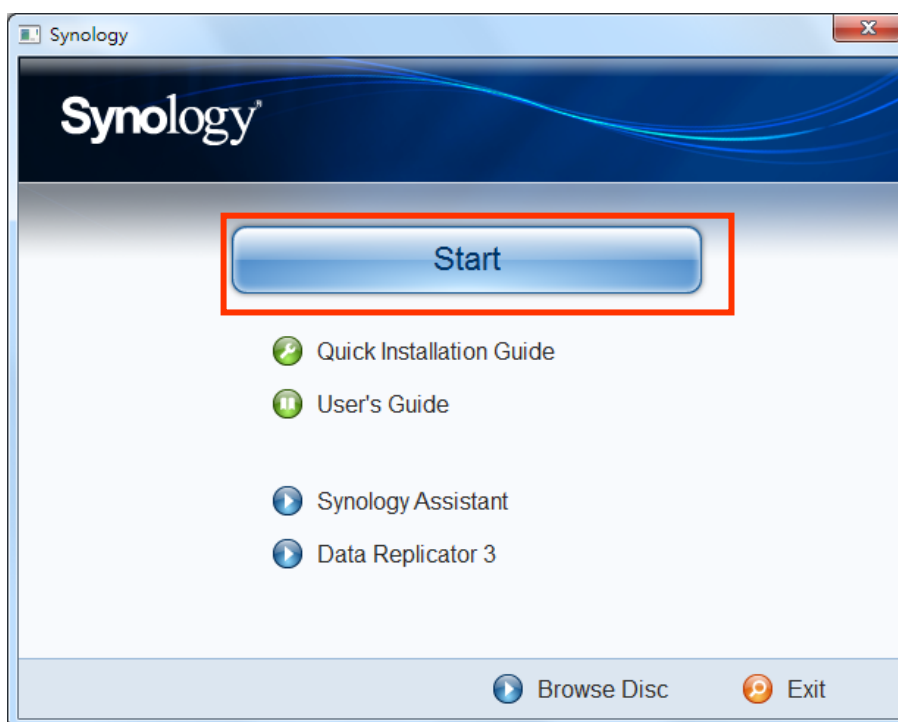 Synology
Synology®
Start
Quick Installation Guide
User's Guide
Synology Assistant
Data Replicator 3
Browse Disc
Exit